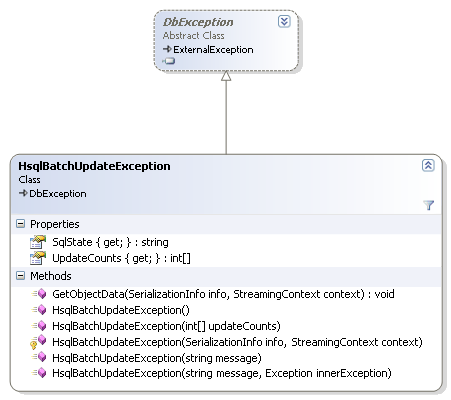 DbException
Abstract Class
ExternalException
HsqlBatchUpdateException
Class
DbException
Properties
SqlState { get; } : string
UpdateCounts { get; } : int[]
Methods
GetObjectData(SerializationInfo info, StreamingContext context) : void
HsqlBatchUpdateException()
HsqlBatchUpdateException(int[] updateCounts)
HsqlBatchUpdateException(SerializationInfo info, StreamingContext context)
HsqlBatchUpdateException(string message)
HsqlBatchUpdateException(string message, Exception innerException)